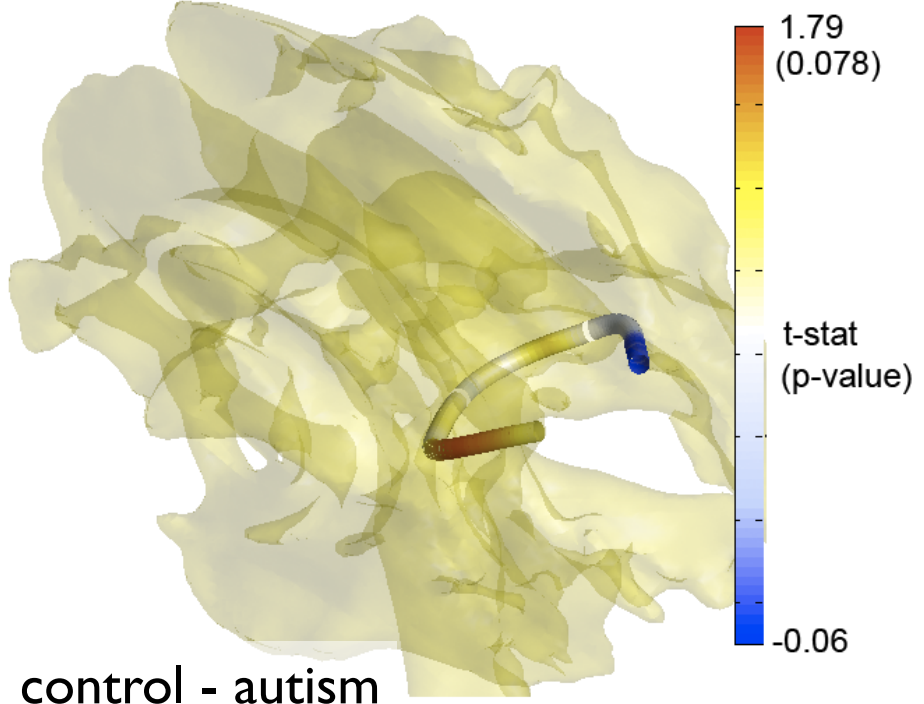 1.79
(0.078)
t-stat
(p-value)
-0.06
control - autism